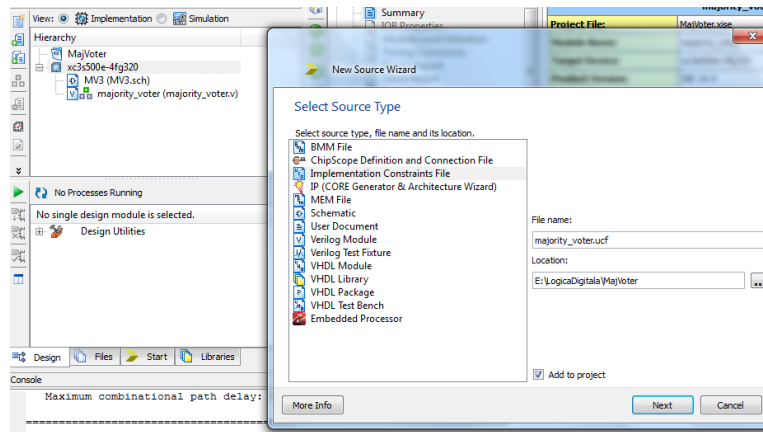 View: Implementation Simulation
Hierarchy
MajVoter
xc3s500e-4fg320
MV3 (MV3.sch)
majority_voter (majority_voter.v)
No Processes Running
No single design module is selected.
Design Utilities
Design Files Start Libraries
Console
Maximum combinational path delay:
Summary
IOB Properties
Project File: MajVoter.xise
New Source Wizard
Select Source Type
Select source type, file name and its location.
BMM File
ChipScope Definition and Connection File
Implementation Constraints File
IP (CORE Generator & Architecture Wizard)
MEM File
Schematic
User Document
Verilog Module
Verilog Test Fixture
VHDL Module
VHDL Library
VHDL Package
VHDL Test Bench
Embedded Processor
File name:
majority_voter.ucf
Location:
E:\LogicaDigitala\MajVoter
...
Add to project
More Info Next Cancel